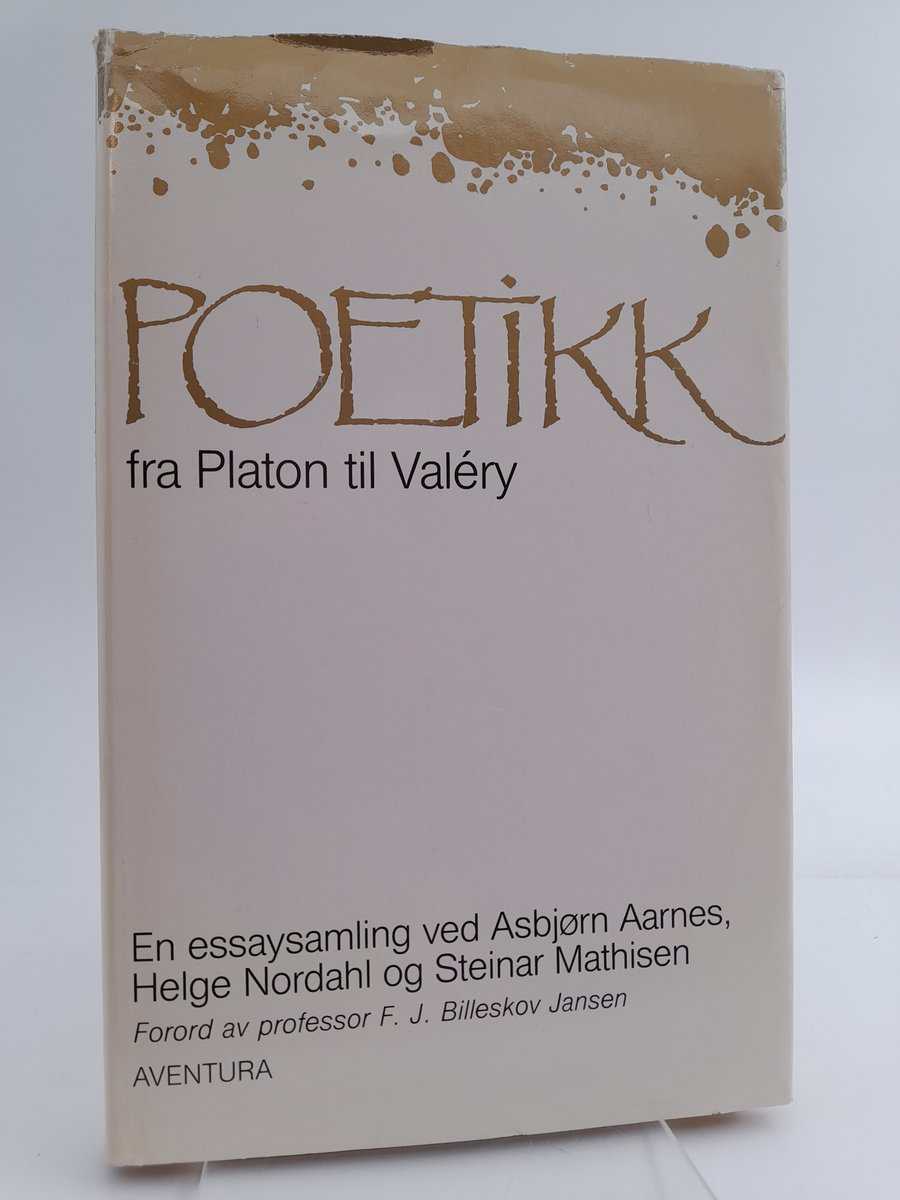 POETIKK
fra Platon til Valéry
En essaysamling ved Asbjørn Aarnes,
Helge Nordahl og Steinar Mathisen
Forord av professor F. J. Billeskov Jansen
AVENTURA